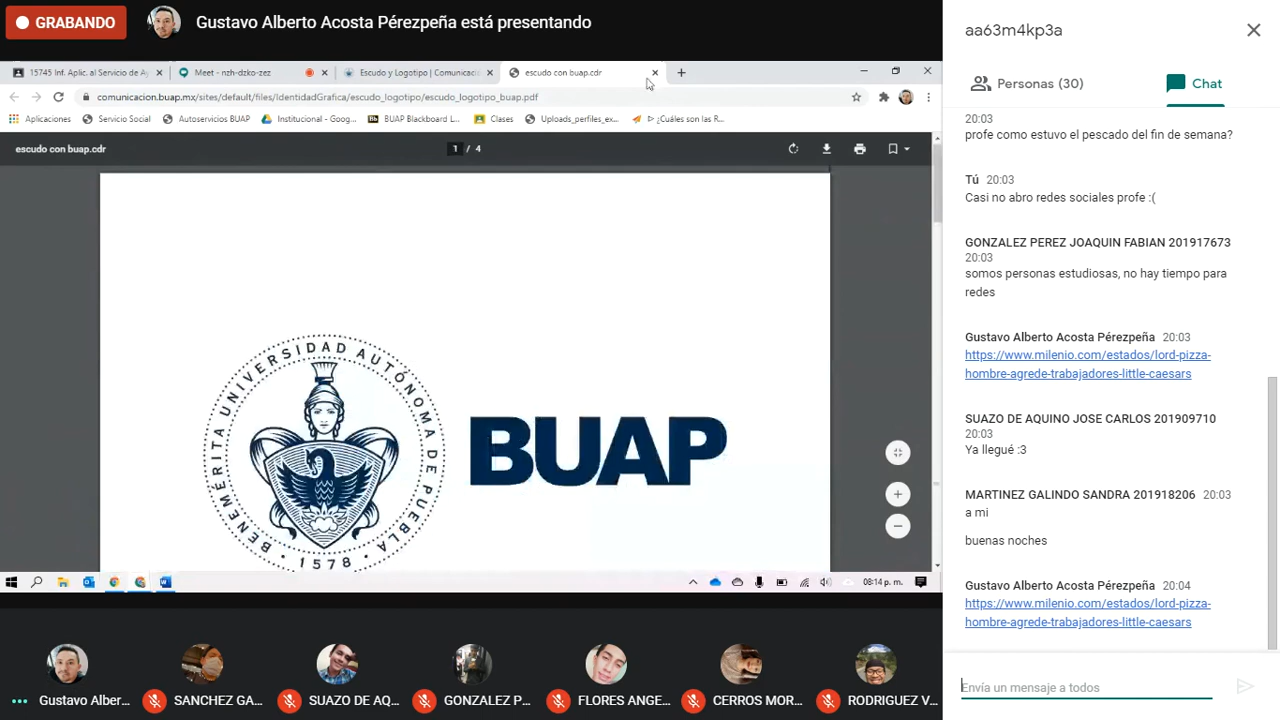 GRABANDO
Gustavo Alberto Acosta Pérezpeña está presentando
15745 Inf. Aplic. al Servicio de Ay
Meet - nzh-dzko-zez
Escudo y Logotipo | Comunicació
escudo con buap.cdr
comunicacion.buap.mx/sites/default/files/IdentidadGrafica/escudo_logotipo/escudo_logotipo_buap.pdf
Aplicaciones
Servicio Social
Autoservicios BUAP
Institucional - Goog...
BUAP Blackboard L...
Clases
Uploads_perfiles_ex...
▷ ¿Cuáles son las R...
escudo con buap.cdr
1 / 4
BENEMÉRITA UNIVERSIDAD AUTÓNOMA DE PUEBLA
• 1578 •
BUAP
08:14 p. m.
Gustavo Alber...
SANCHEZ GA...
SUAZO DE AQ...
GONZALEZ P...
FLORES ANGE...
CERROS MOR...
RODRIGUEZ V...
aa63m4kp3a
Personas (30)
Chat
20:03
profe como estuvo el pescado del fin de semana?
Tú 20:03
Casi no abro redes sociales profe :(
GONZALEZ PEREZ JOAQUIN FABIAN 201917673
20:03
somos personas estudiosas, no hay tiempo para
redes
Gustavo Alberto Acosta Pérezpeña 20:03
https://www.milenio.com/estados/lord-pizza-
hombre-agrede-trabajadores-little-caesars
SUAZO DE AQUINO JOSE CARLOS 201909710
20:03
Ya llegué :3
MARTINEZ GALINDO SANDRA 201918206 20:03
a mi
buenas noches
Gustavo Alberto Acosta Pérezpeña 20:04
https://www.milenio.com/estados/lord-pizza-
hombre-agrede-trabajadores-little-caesars
Envía un mensaje a todos